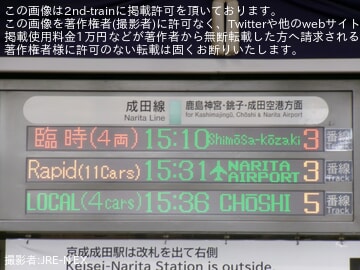 この画像は2nd-trainに掲載許可を頂いております。
この画像を著作権者(撮影者)に許可なく、Twitterや他のwebサイト
掲載使用料金1万円などが著作者から無断転載した方へ請求される
著作権者様に許可のない転載は固くお断りいたします。
成田線
Narita Line
鹿島神宮・銚子・成田空港方面
for Kashimajingū, Chōshi & Narita Airport
臨時(4両) 15:10 Shimōsa-kōzaki 3 番線
Rapid(11Cars) 15:31 NARITA AIRPORT 3 番線 Track
LOCAL(4cars) 15:36 CHŌSHI 5 番線 Track
京成成田駅は改札を出て右側
Keisei-Narita Station is outside
撮影者:JRE-NEX